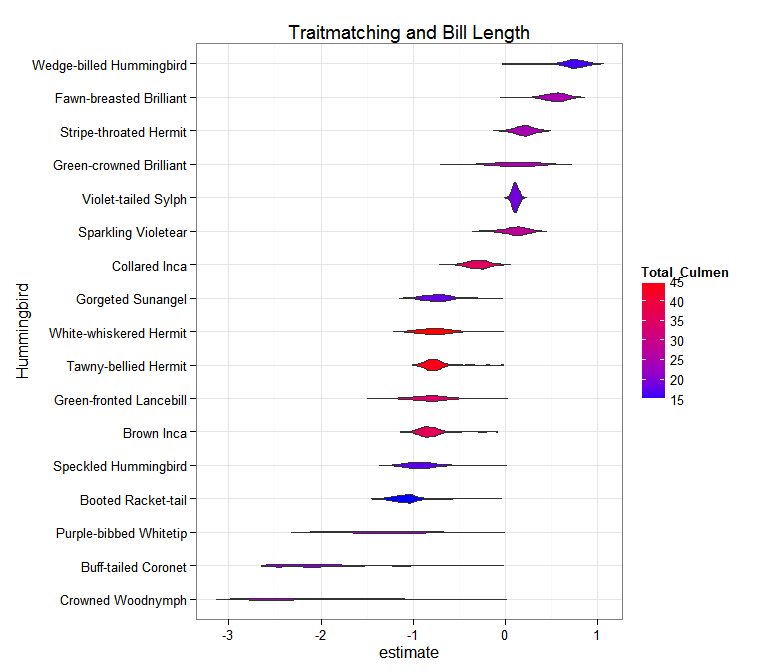 Traitmatching and Bill Length
Wedge-billed Hummingbird
Fawn-breasted Brilliant
Stripe-throated Hermit
Green-crowned Brilliant
Violet-tailed Sylph
Sparkling Violetear
Collared Inca
Gorgeted Sunangel
White-whiskered Hermit
Tawny-bellied Hermit
Green-fronted Lancebill
Brown Inca
Speckled Hummingbird
Booted Racket-tail
Purple-bibbed Whitetip
Buff-tailed Coronet
Crowned Woodnymph
Hummingbird
-3 -2 -1 0 1
estimate
Total_Culmen
45
40
35
30
25
20
15